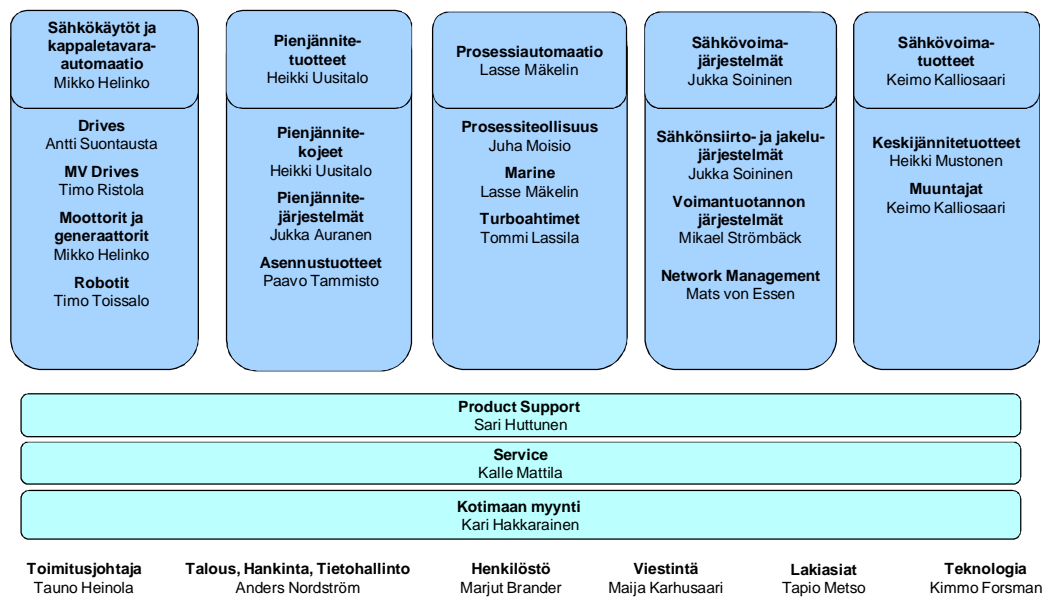 Sähkökäytöt ja
kappaletavara-
automaatio
Mikko Helinko
Drives
Antti Suontausta
MV Drives
Timo Ristola
Moottorit ja
generaattorit
Mikko Helinko
Robotit
Timo Toissalo
Pienjännite-
tuotteet
Heikki Uusitalo
Pienjännite-
kojeet
Heikki Uusitalo
Pienjännite-
järjestelmät
Jukka Auranen
Asennustuotteet
Paavo Tammisto
Prosessiautomaatio
Lasse Mäkelin
Prosessiteollisuus
Juha Moisio
Marine
Lasse Mäkelin
Turboahtimet
Tommi Lassila
Sähkövoima-
järjestelmät
Jukka Soininen
Sähkönsiirto- ja jakelu-
järjestelmät
Jukka Soininen
Voimantuotannon
järjestelmät
Mikael Strömbäck
Network Management
Mats von Essen
Sähkövoima-
tuotteet
Keimo Kalliosaari
Keskijännitetuotteet
Heikki Mustonen
Muuntajat
Keimo Kalliosaari
Product Support
Sari Huttunen
Service
Kalle Mattila
Kotimaan myynti
Kari Hakkarainen
Toimitusjohtaja
Tauno Heinola
Talous, Hankinta, Tietohallinto
Anders Nordström
Henkilöstö
Marjut Brander
Viestintä
Maija Karhusaari
Lakiasiat
Tapio Metso
Teknologia
Kimmo Forsman